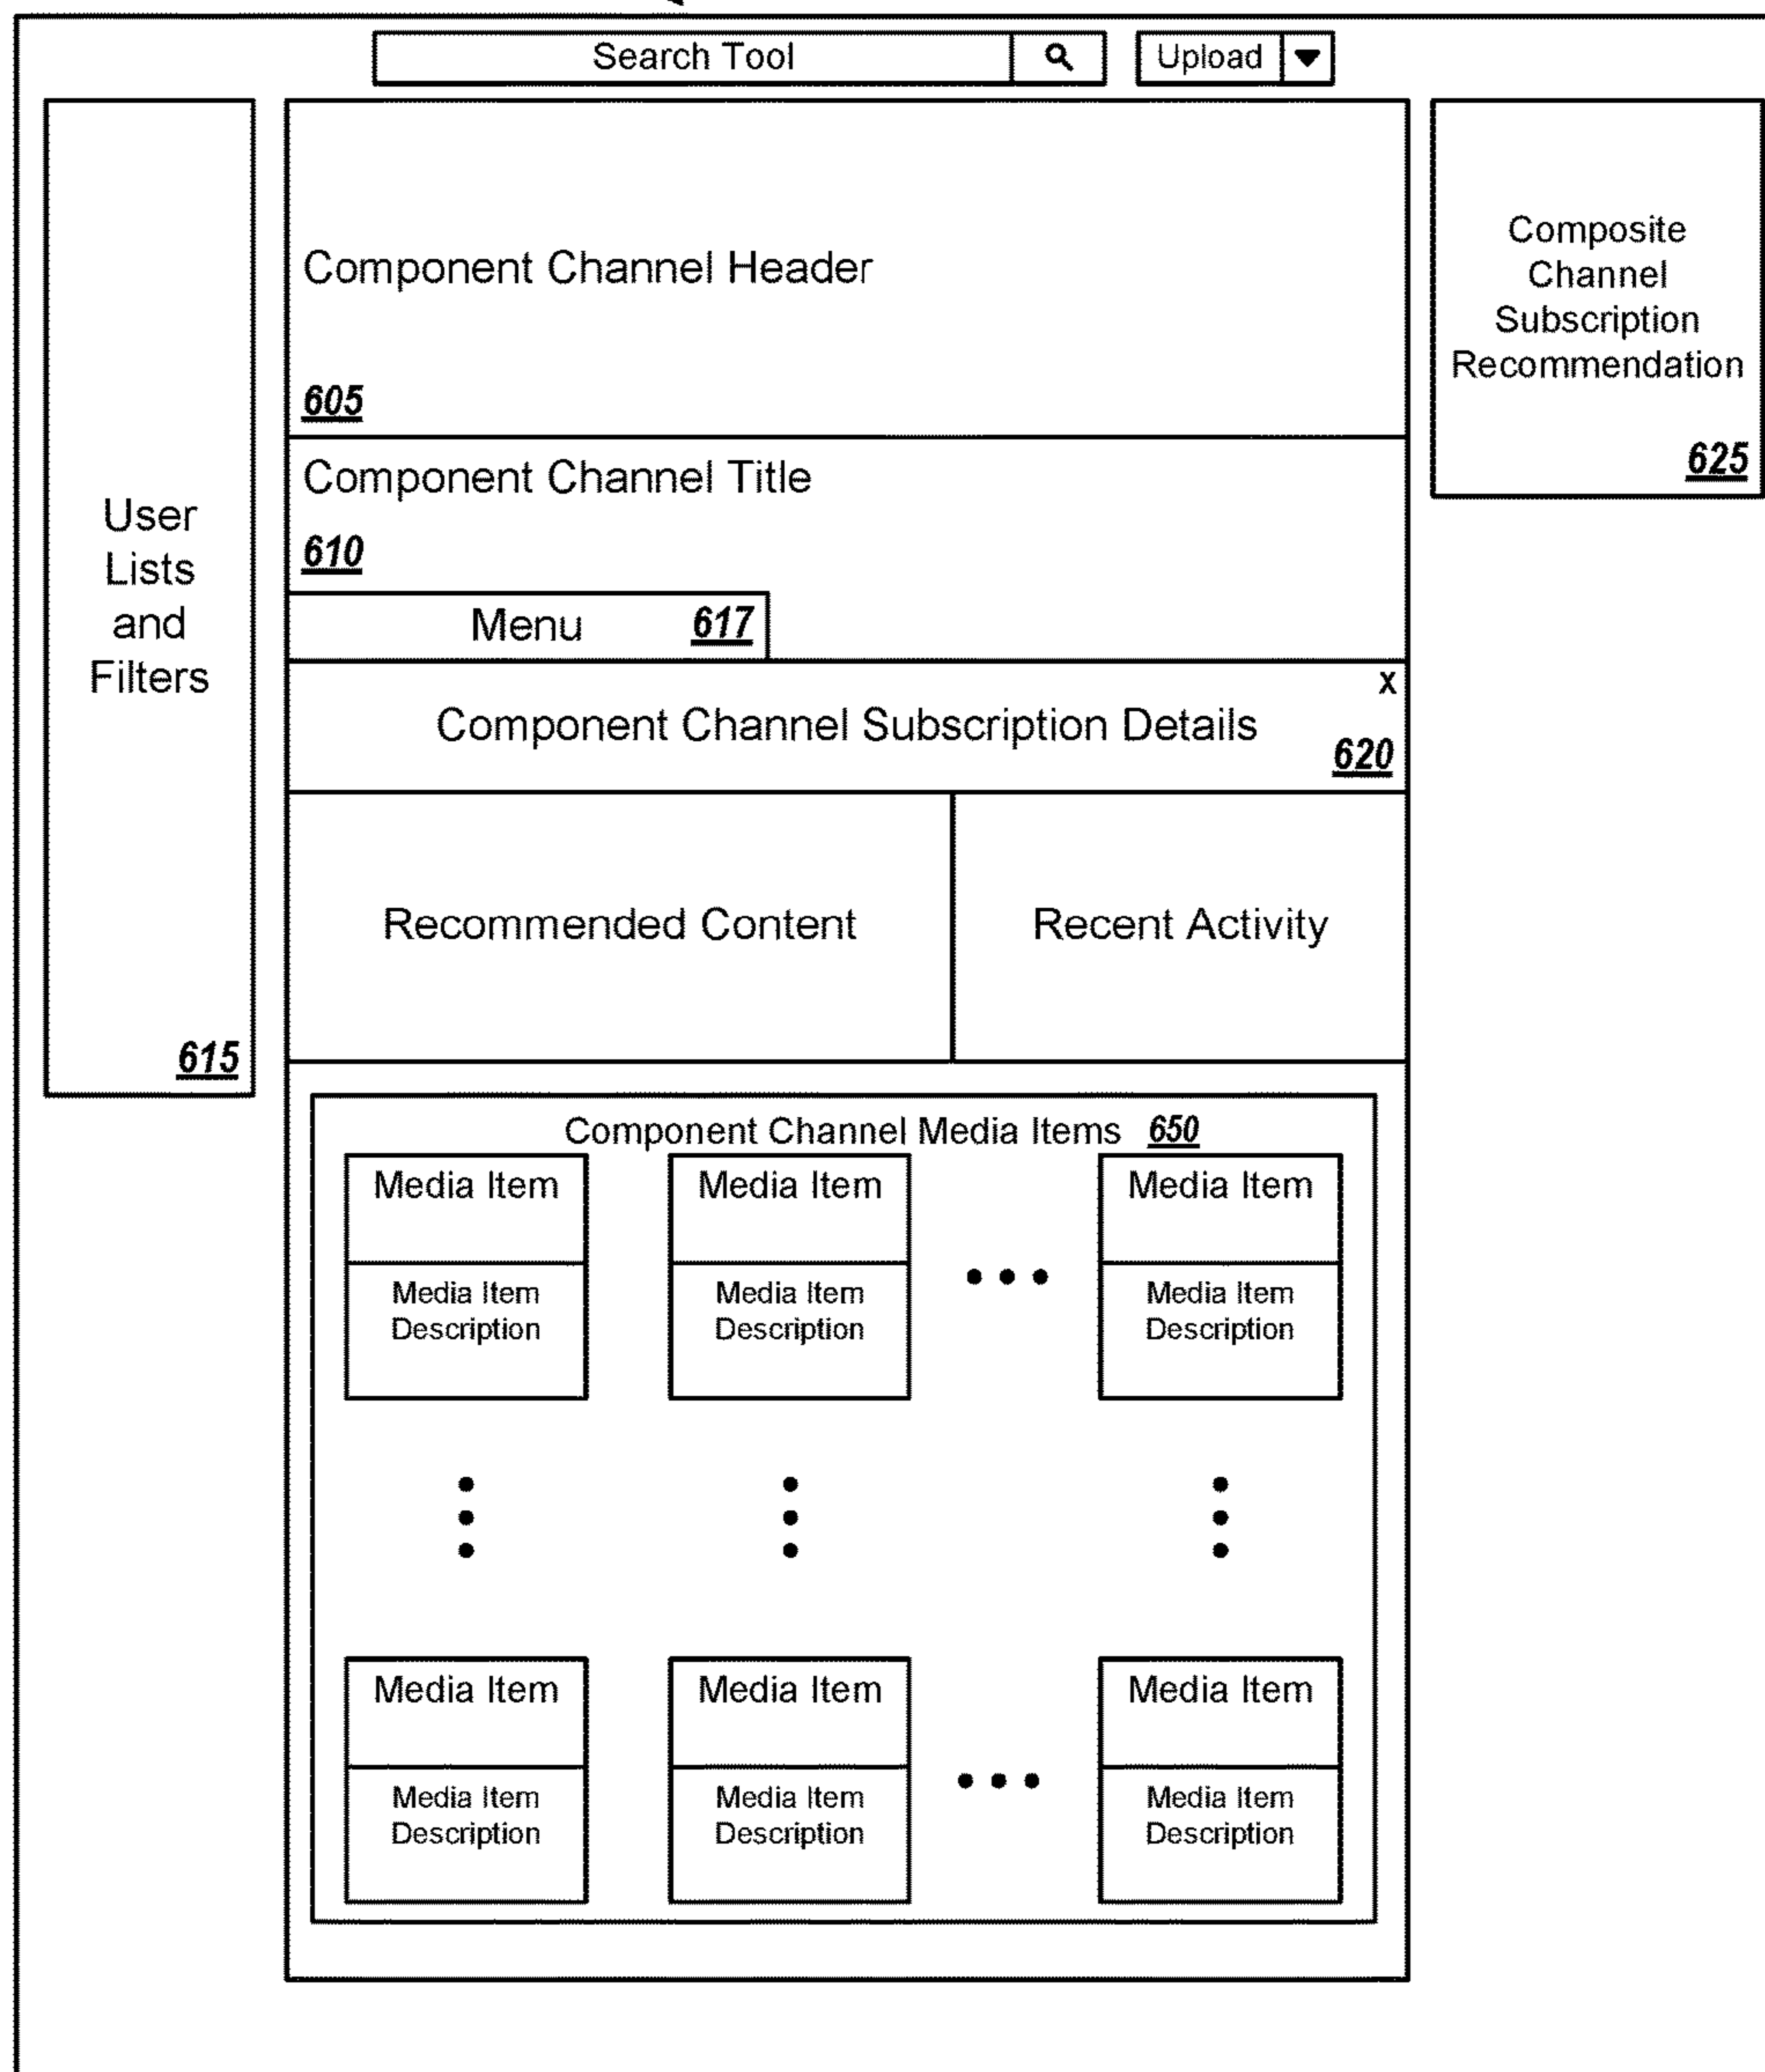 Search Tool
Upload
User
Lists
and
Filters
615
Component Channel Header
605
Component Channel Title
610
Menu 617
X
Component Channel Subscription Details
620
Recommended Content
Recent Activity
Composite
Channel
Subscription
Recommendation
625
Component Channel Media Items 650
Media Item
Media Item
Description
Media Item
Media Item
Description
Media Item
Media Item
Description
Media Item
Media Item
Description
Media Item
Media Item
Description
Media Item
Media Item
Description